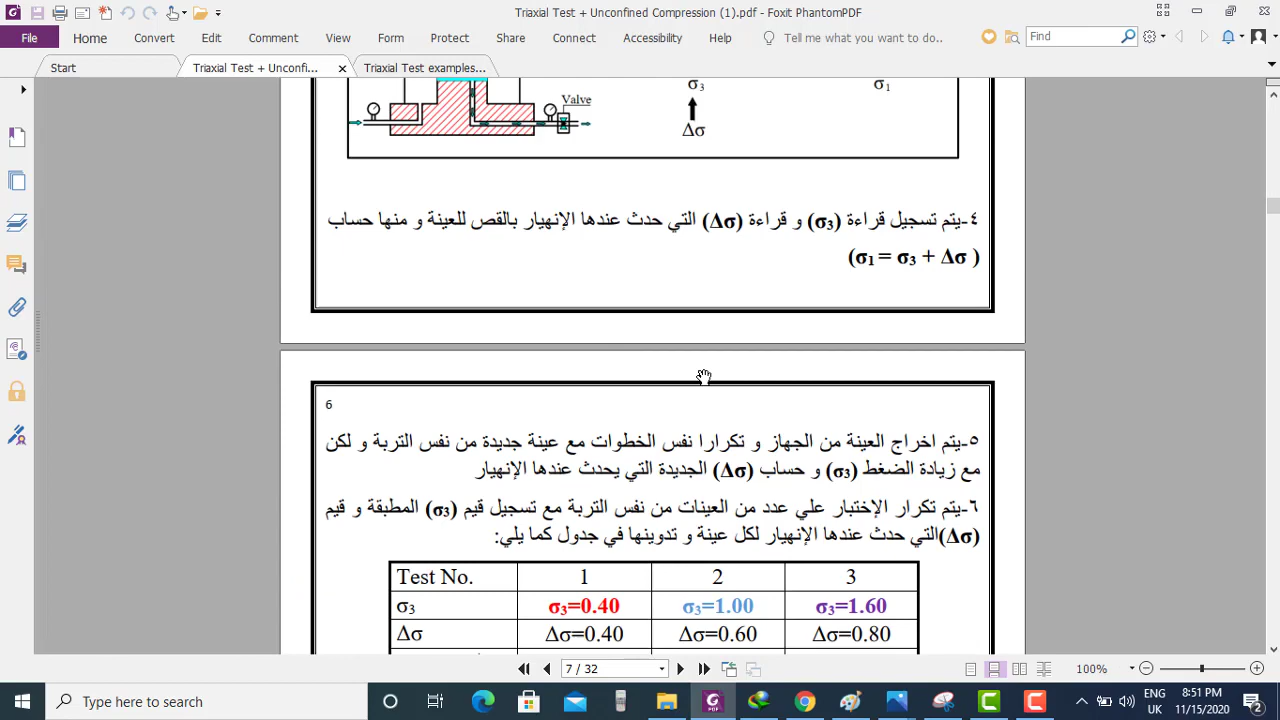 Triaxial Test + Unconfined Compression (1).pdf - Foxit PhantomPDF
File Home Convert Edit Comment View Form Protect Share Connect Accessibility Help Tell me what you want to do Find
Start Triaxial Test + Unconfi... Triaxial Test examples...
σ3 σ1
Valve
Δσ
٤-يتم تسجيل قراءة (σ3) و قراءة (Δσ) التي حدث عندها الإنهيار بالقص للعينة و منها حساب
(σ1 = σ3 + Δσ )
6
٥-يتم اخراج العينة من الجهاز و تكرارا نفس الخطوات مع عينة جديدة من نفس التربة و لكن
مع زيادة الضغط (σ3) و حساب (Δσ) الجديدة التي يحدث عندها الإنهيار
٦-يتم تكرار الإختبار علي عدد من العينات من نفس التربة مع تسجيل قيم (σ3) المطبقة و قيم
(Δσ)التي حدث عندها الإنهيار لكل عينة و تدوينها في جدول كما يلي:
Test No. 1 2 3
σ3 σ3=0.40 σ3=1.00 σ3=1.60
Δσ Δσ=0.40 Δσ=0.60 Δσ=0.80
7 / 32 100%
Type here to search ENG 8:51 PM
UK 11/15/2020 2